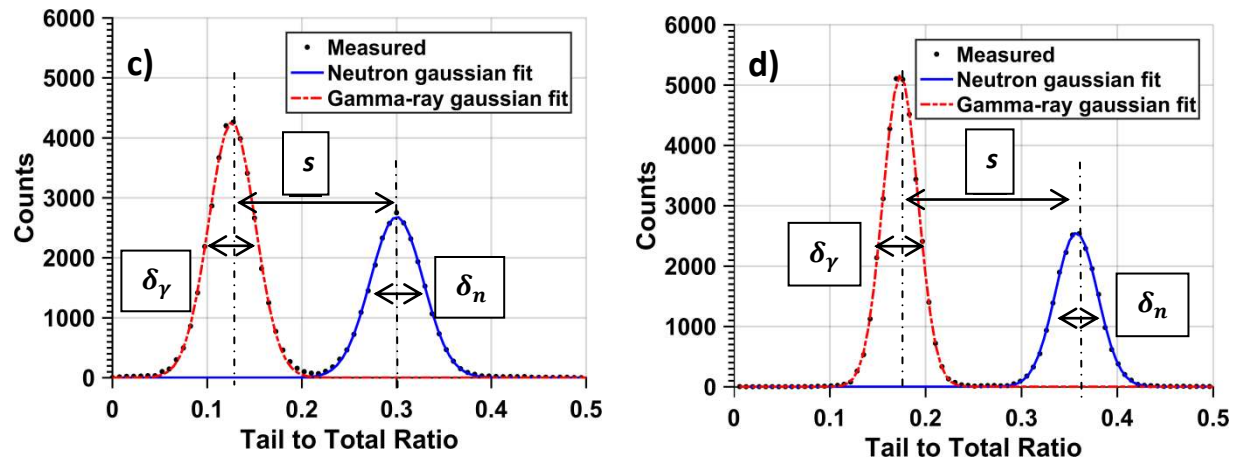 c)
Measured
Neutron gaussian fit
Gamma-ray gaussian fit
s
δγ
δn
Counts
6000
5000
4000
3000
2000
1000
0
0 0.1 0.2 0.3 0.4 0.5
Tail to Total Ratio
d)
Measured
Neutron gaussian fit
Gamma-ray gaussian fit
s
δγ
δn
Counts
6000
5000
4000
3000
2000
1000
0
0 0.1 0.2 0.3 0.4 0.5
Tail to Total Ratio